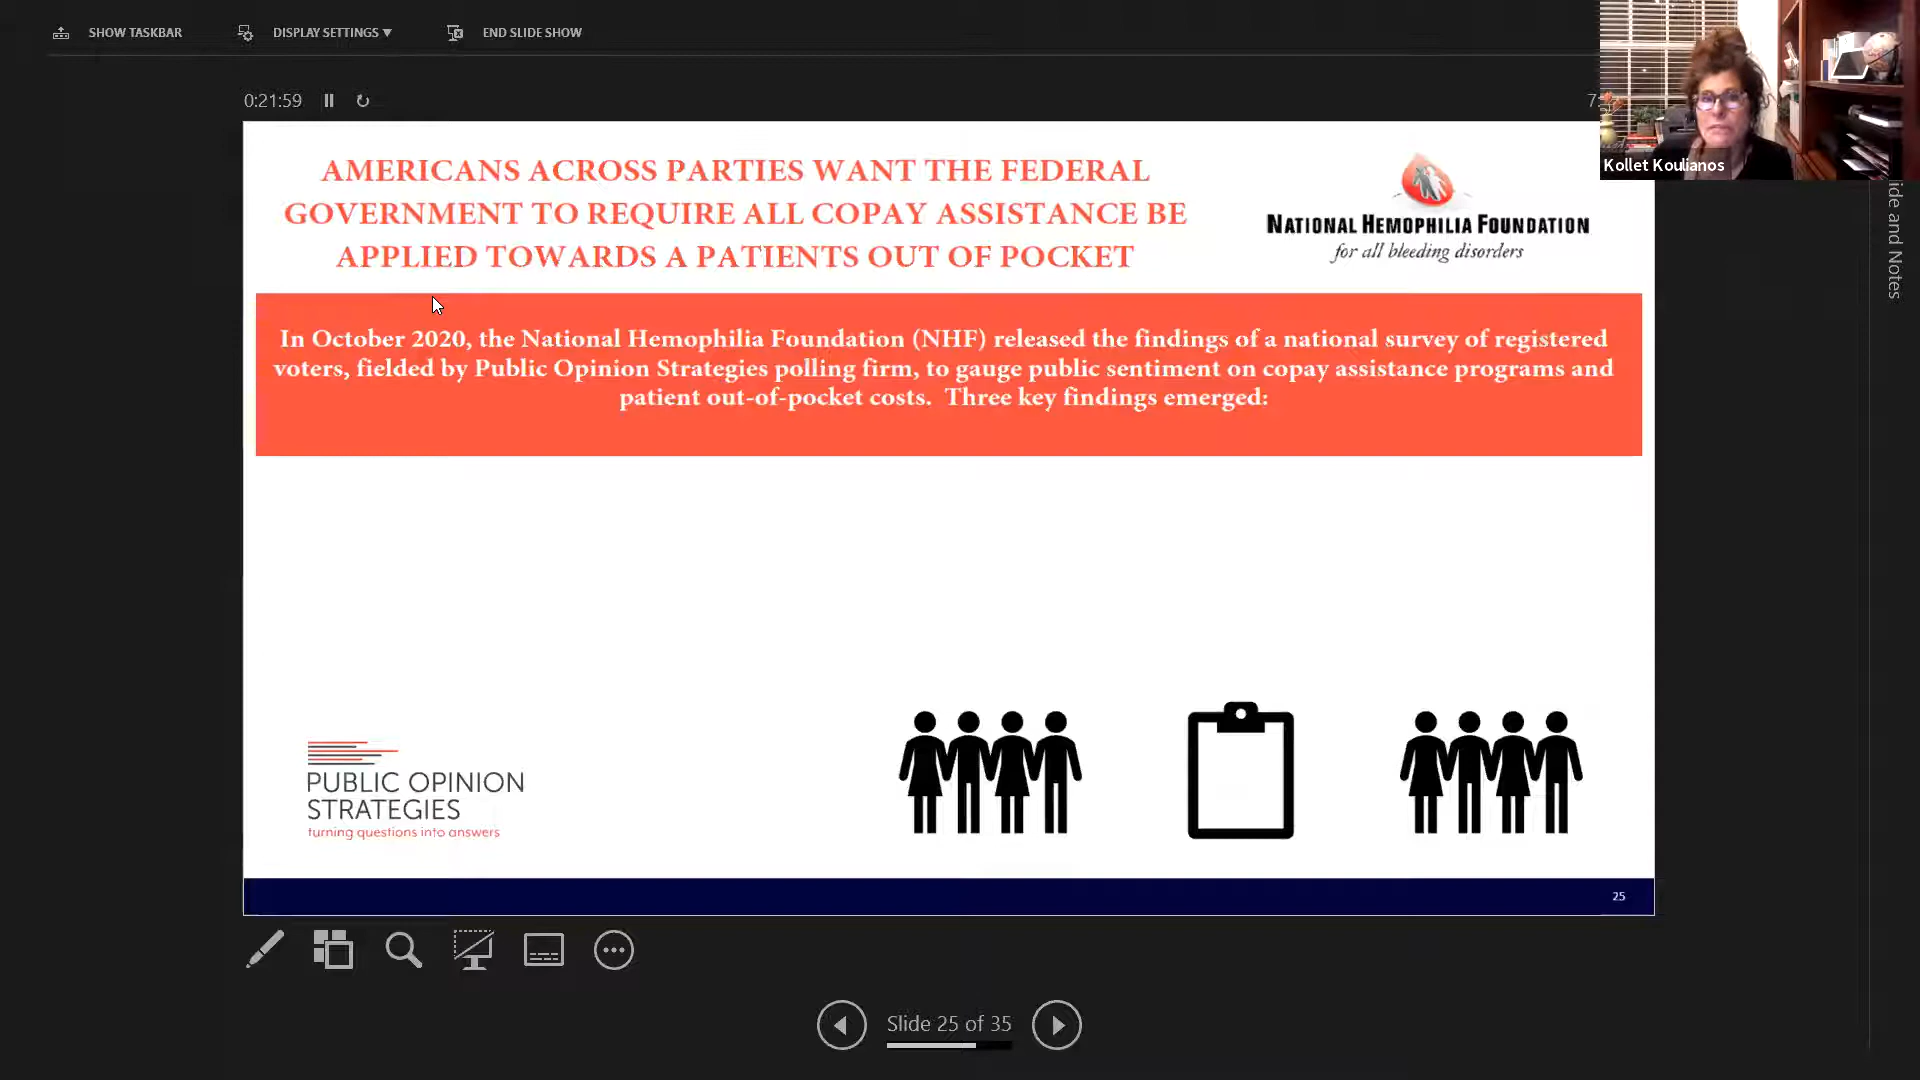 SHOW TASKBAR
DISPLAY SETTINGS ▼
END SLIDE SHOW
0:21:59
Kollet Koulianos
AMERICANS ACROSS PARTIES WANT THE FEDERAL
GOVERNMENT TO REQUIRE ALL COPAY ASSISTANCE BE
APPLIED TOWARDS A PATIENTS OUT OF POCKET
NATIONAL HEMOPHILIA FOUNDATION
for all bleeding disorders
In October 2020, the National Hemophilia Foundation (NHF) released the findings of a national survey of registered
voters, fielded by Public Opinion Strategies polling firm, to gauge public sentiment on copay assistance programs and
patient out-of-pocket costs.  Three key findings emerged:
PUBLIC OPINION
STRATEGIES
turning questions into answers
25
Slide 25 of 35
and Notes